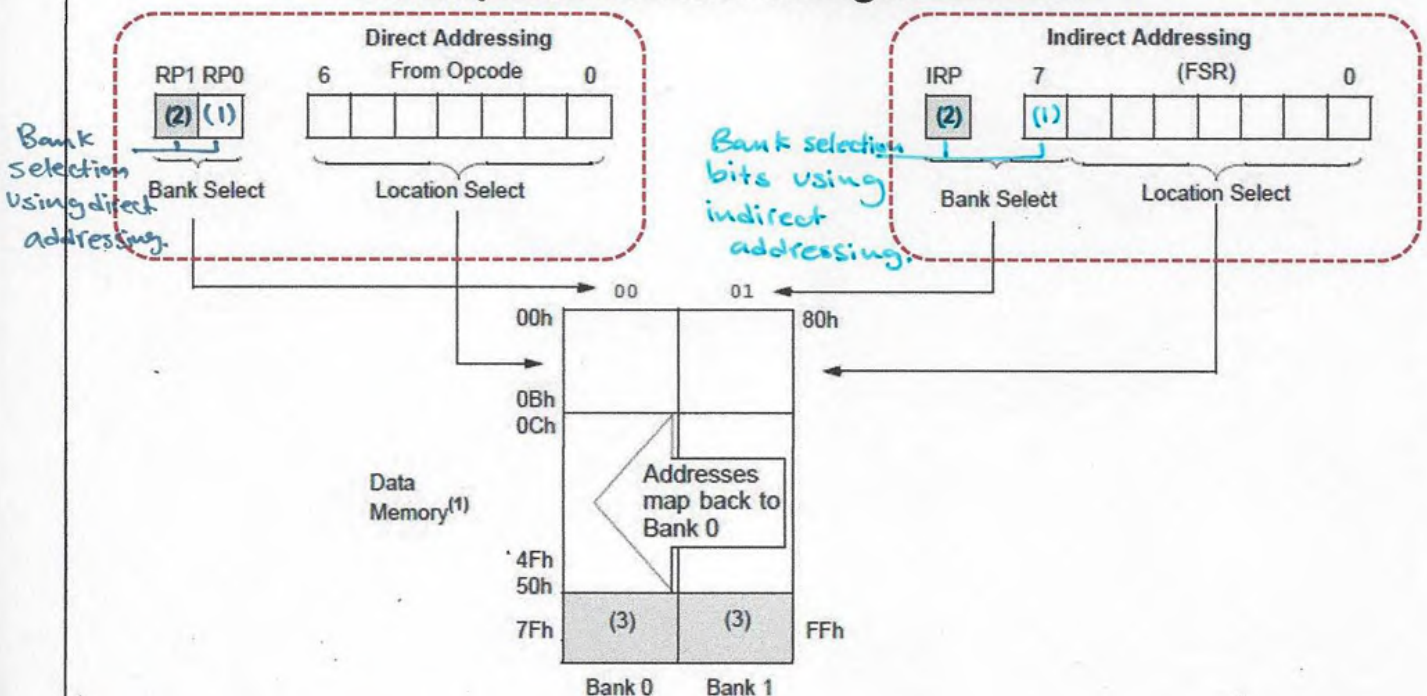 Direct Addressing
RP1 RP0 6 From Opcode 0
(2) (1)
Bank
selection
using direct
addressing.
Bank Select Location Select
Indirect Addressing
IRP 7 (FSR) 0
(2) (1)
Bank selection
bits using
indirect
addressing.
Bank Select Location Select
00 01
00h 80h
0Bh
0Ch
Data
Memory(1)
Addresses
map back to
Bank 0
4Fh
50h
7Fh (3) (3) FFh
Bank 0 Bank 1